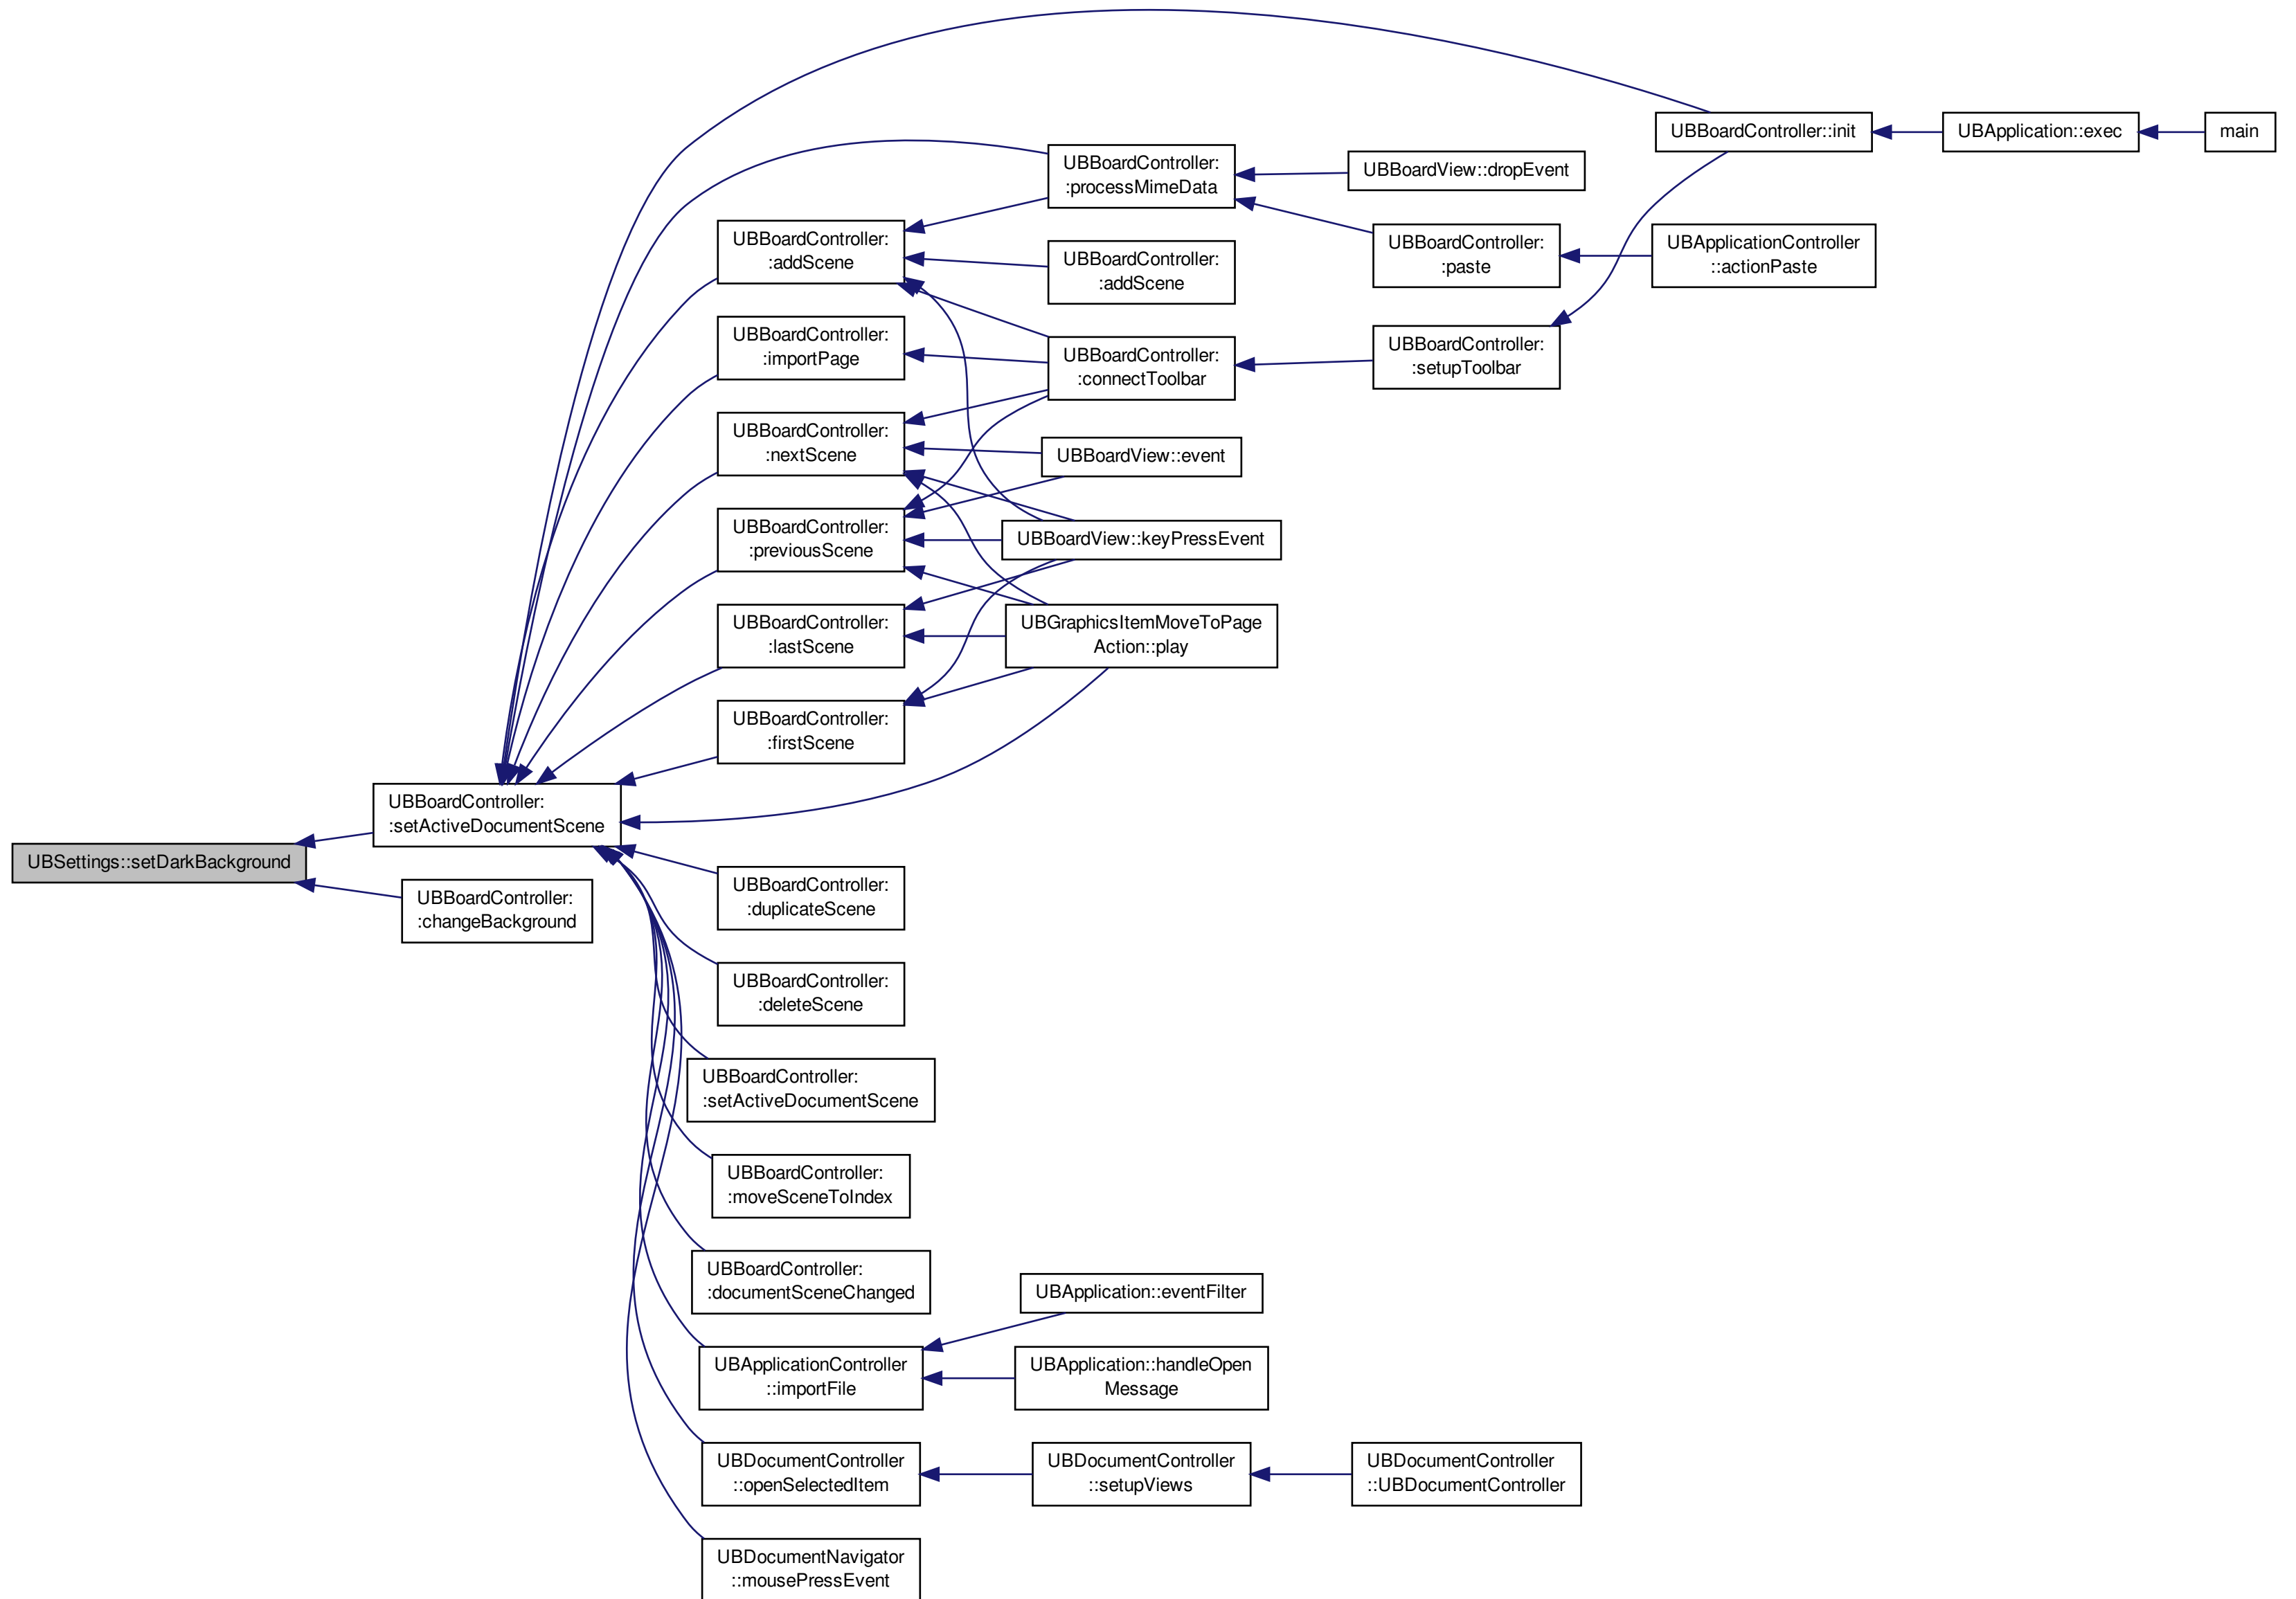 UBBoardController::init
UBApplication::exec
main
UBBoardController:
:processMimeData
UBBoardView::dropEvent
UBBoardController:
:addScene
UBBoardController:
:addScene
UBBoardController:
:paste
UBApplicationController
::actionPaste
UBBoardController:
:importPage
UBBoardController:
:connectToolbar
UBBoardController:
:setupToolbar
UBBoardController:
:nextScene
UBBoardView::event
UBBoardController:
:previousScene
UBBoardView::keyPressEvent
UBBoardController:
:lastScene
UBGraphicsItemMoveToPage
Action::play
UBBoardController:
:firstScene
UBBoardController:
:setActiveDocumentScene
UBSettings::setDarkBackground
UBBoardController:
:changeBackground
UBBoardController:
:duplicateScene
UBBoardController:
:deleteScene
UBBoardController:
:setActiveDocumentScene
UBBoardController:
:moveSceneToIndex
UBBoardController:
:documentSceneChanged
UBApplication::eventFilter
UBApplicationController
::importFile
UBApplication::handleOpen
Message
UBDocumentController
::openSelectedItem
UBDocumentController
::setupViews
UBDocumentController
::UBDocumentController
UBDocumentNavigator
::mousePressEvent